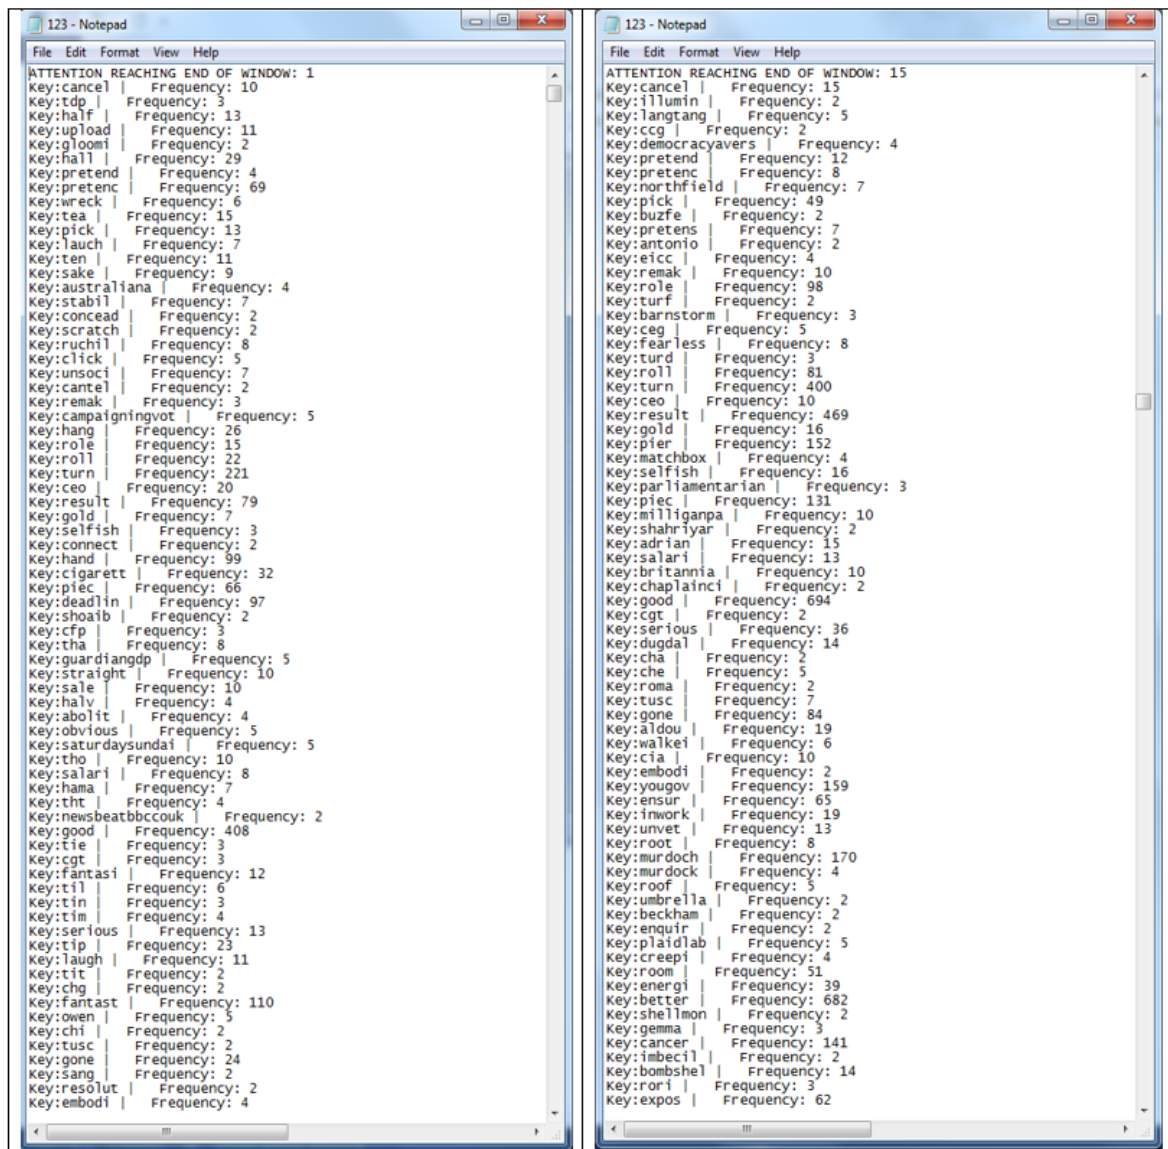 123 - Notepad
File Edit Format View Help
ATTENTION REACHING END OF WINDOW: 1
Key:cancel | Frequency: 10
Key:tdp | Frequency: 3
Key:half | Frequency: 13
Key:upload | Frequency: 11
Key:gloomi | Frequency: 2
Key:hall | Frequency: 29
Key:pretend | Frequency: 4
Key:pretenc | Frequency: 69
Key:wreck | Frequency: 6
Key:tea | Frequency: 15
Key:pick | Frequency: 13
Key:lauch | Frequency: 7
Key:ten | Frequency: 11
Key:sake | Frequency: 9
Key:australiana | Frequency: 4
Key:stabil | Frequency: 7
Key:concead | Frequency: 2
Key:scratch | Frequency: 2
Key:ruchil | Frequency: 8
Key:click | Frequency: 5
Key:unsoci | Frequency: 7
Key:cantel | Frequency: 2
Key:remak | Frequency: 3
Key:campaigningvot | Frequency: 5
Key:hang | Frequency: 26
Key:role | Frequency: 15
Key:roll | Frequency: 22
Key:turn | Frequency: 221
Key:ceo | Frequency: 20
Key:result | Frequency: 79
Key:gold | Frequency: 7
Key:selfish | Frequency: 3
Key:connect | Frequency: 2
Key:hand | Frequency: 99
Key:cigarett | Frequency: 32
Key:piec | Frequency: 66
Key:deadlin | Frequency: 97
Key:shoaib | Frequency: 2
Key:cfp | Frequency: 3
Key:tha | Frequency: 8
Key:guardiangdp | Frequency: 5
Key:straight | Frequency: 10
Key:sale | Frequency: 10
Key:halv | Frequency: 4
Key:abolit | Frequency: 4
Key:obvious | Frequency: 5
Key:saturdaysundai | Frequency: 5
Key:tho | Frequency: 10
Key:salari | Frequency: 8
Key:hama | Frequency: 7
Key:tht | Frequency: 4
Key:newsbeatbbccouk | Frequency: 2
Key:good | Frequency: 408
Key:tie | Frequency: 3
Key:cgt | Frequency: 3
Key:fantasi | Frequency: 12
Key:til | Frequency: 6
Key:tin | Frequency: 3
Key:tim | Frequency: 4
Key:serious | Frequency: 13
Key:tip | Frequency: 23
Key:laugh | Frequency: 11
Key:tit | Frequency: 2
Key:chg | Frequency: 2
Key:fantast | Frequency: 110
Key:owen | Frequency: 5
Key:chi | Frequency: 2
Key:tusc | Frequency: 2
Key:gone | Frequency: 24
Key:sang | Frequency: 2
Key:resolut | Frequency: 2
Key:embodi | Frequency: 4
123 - Notepad
File Edit Format View Help
ATTENTION REACHING END OF WINDOW: 15
Key:cancel | Frequency: 15
Key:illumin | Frequency: 2
Key:langtang | Frequency: 5
Key:ccg | Frequency: 2
Key:democracyavers | Frequency: 4
Key:pretend | Frequency: 12
Key:pretenc | Frequency: 8
Key:northfield | Frequency: 7
Key:pick | Frequency: 49
Key:buzfe | Frequency: 2
Key:pretens | Frequency: 7
Key:antonio | Frequency: 2
Key:eicc | Frequency: 4
Key:remak | Frequency: 10
Key:role | Frequency: 98
Key:turf | Frequency: 2
Key:barnstorm | Frequency: 3
Key:ceg | Frequency: 5
Key:fearless | Frequency: 8
Key:turd | Frequency: 3
Key:roll | Frequency: 81
Key:turn | Frequency: 400
Key:ceo | Frequency: 10
Key:result | Frequency: 469
Key:gold | Frequency: 16
Key:pier | Frequency: 152
Key:matchbox | Frequency: 4
Key:selfish | Frequency: 16
Key:parliamentarian | Frequency: 3
Key:piec | Frequency: 131
Key:milliganpa | Frequency: 10
Key:shahriyar | Frequency: 2
Key:adrian | Frequency: 15
Key:salari | Frequency: 13
Key:britannia | Frequency: 10
Key:chaplainci | Frequency: 2
Key:good | Frequency: 694
Key:cgt | Frequency: 2
Key:serious | Frequency: 36
Key:dugdal | Frequency: 14
Key:cha | Frequency: 2
Key:che | Frequency: 5
Key:roma | Frequency: 2
Key:tusc | Frequency: 7
Key:gone | Frequency: 84
Key:aldou | Frequency: 19
Key:walkei | Frequency: 6
Key:cia | Frequency: 10
Key:embodi | Frequency: 2
Key:yougov | Frequency: 159
Key:ensur | Frequency: 65
Key:inwork | Frequency: 19
Key:unvet | Frequency: 13
Key:root | Frequency: 8
Key:murdoch | Frequency: 170
Key:murdock | Frequency: 4
Key:roof | Frequency: 5
Key:umbrella | Frequency: 2
Key:beckham | Frequency: 2
Key:enquir | Frequency: 2
Key:plaidlab | Frequency: 5
Key:creepi | Frequency: 4
Key:room | Frequency: 51
Key:energi | Frequency: 39
Key:better | Frequency: 682
Key:shellmon | Frequency: 2
Key:gemma | Frequency: 3
Key:cancer | Frequency: 141
Key:imbecil | Frequency: 2
Key:bombshel | Frequency: 14
Key:rori | Frequency: 3
Key:expos | Frequency: 62